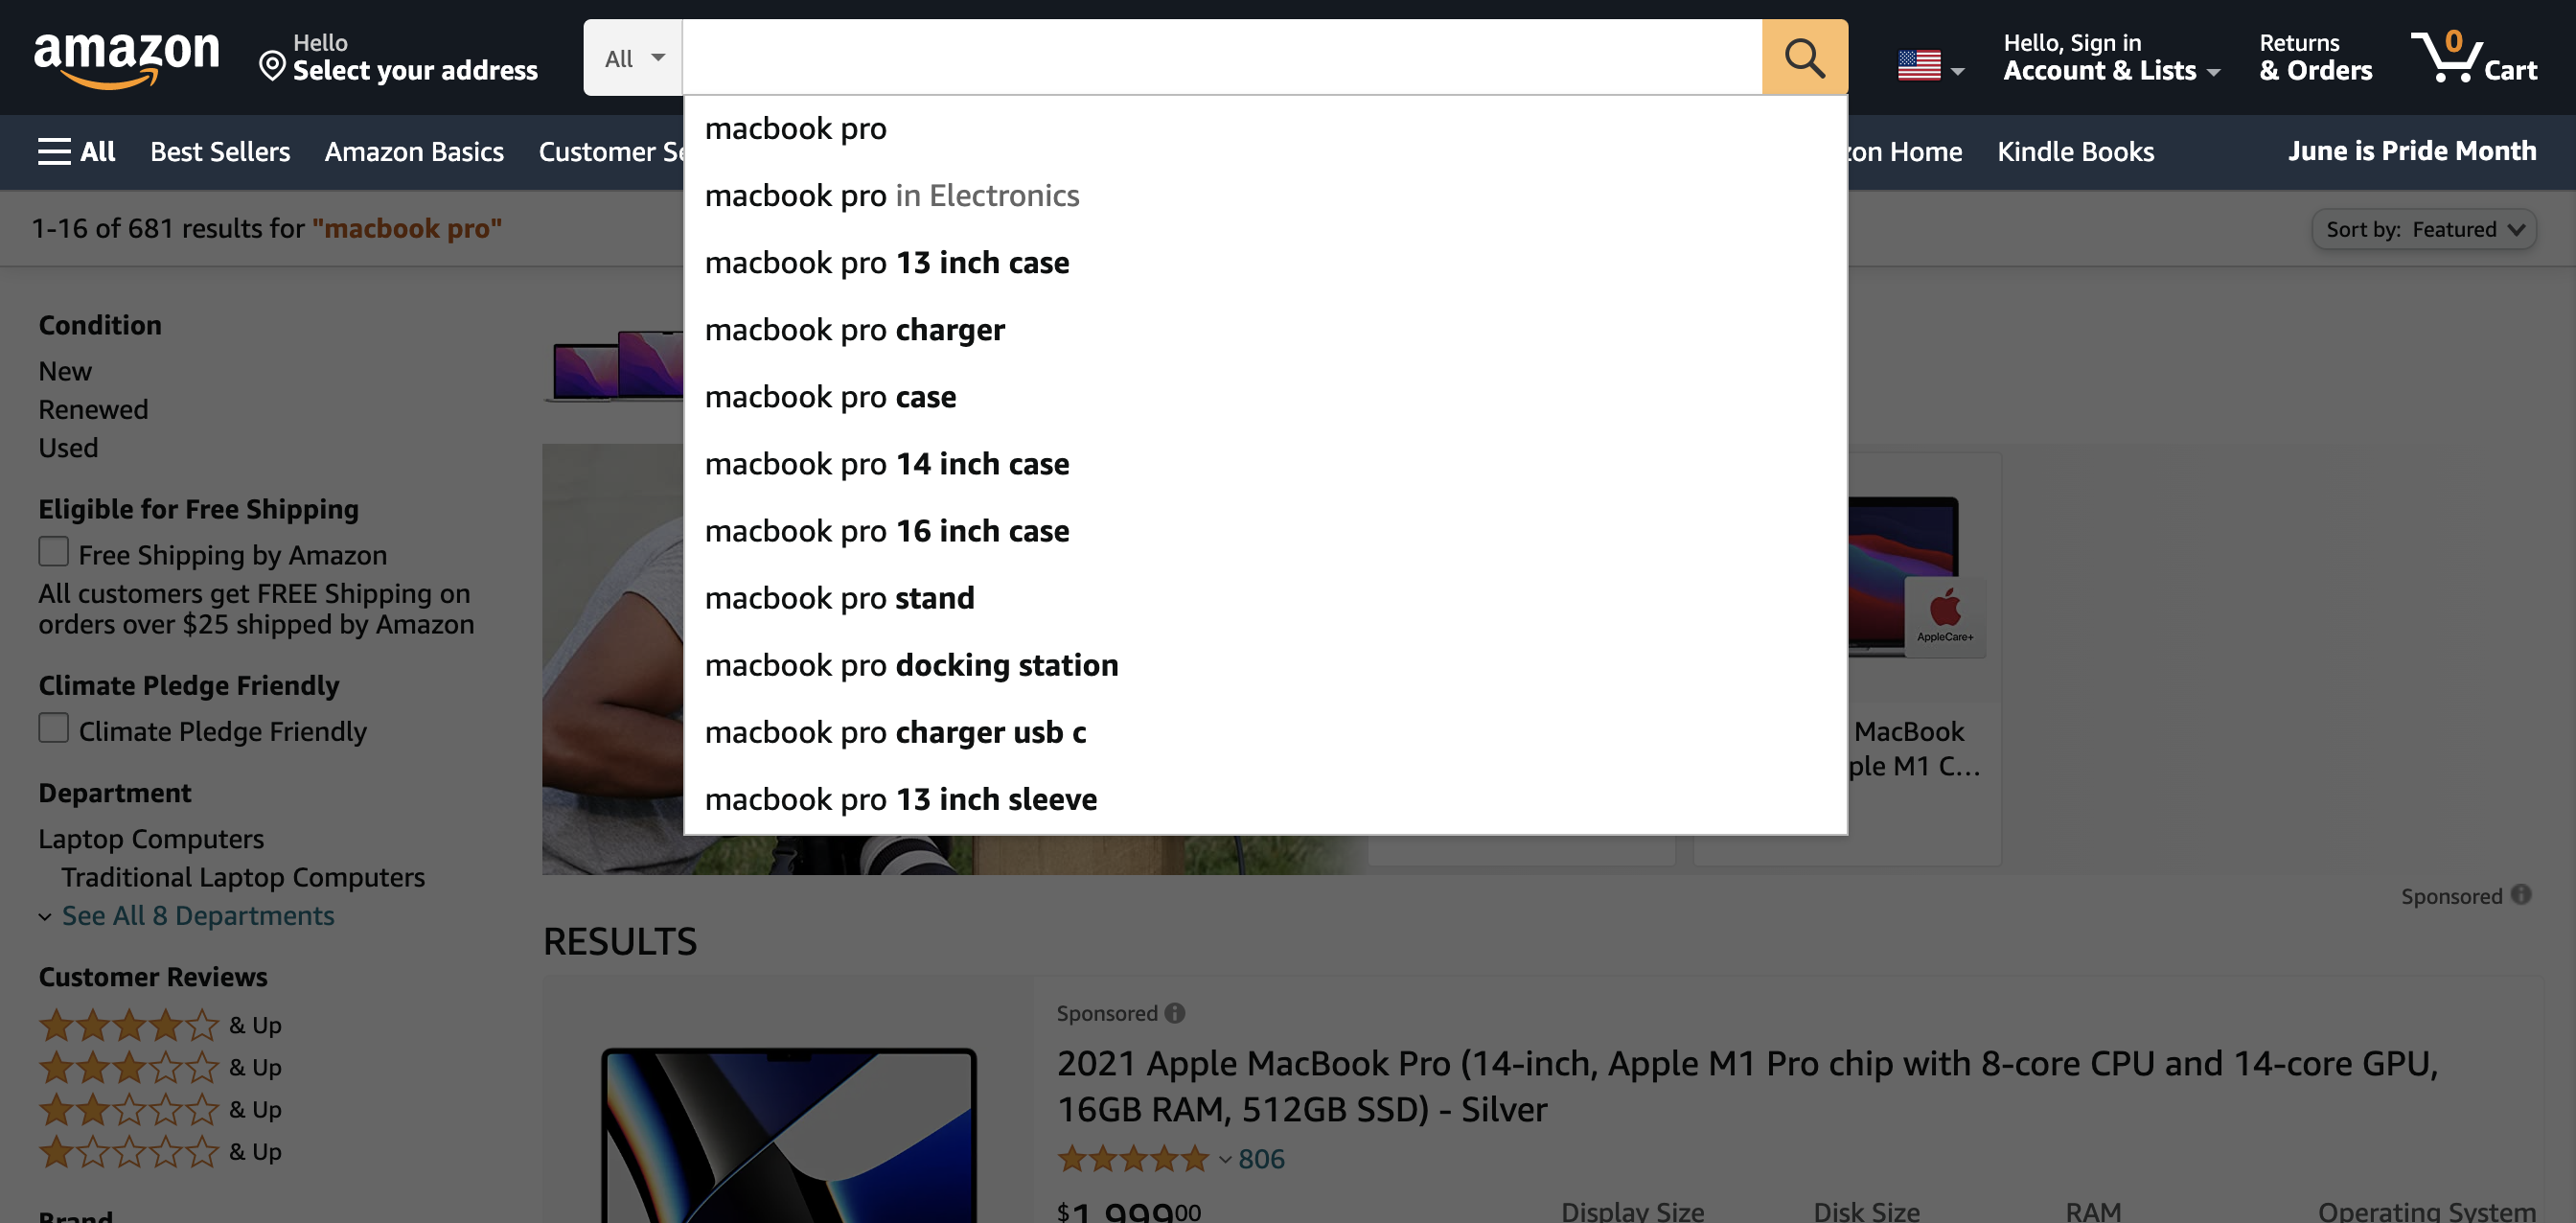 amazon
Hello
Select your address
All
Hello, Sign in
Account & Lists
Returns
& Orders
0
Cart
All
Best Sellers
Amazon Basics
Customer Se
on Home
Kindle Books
June is Pride Month
1-16 of 681 results for "macbook pro"
Sort by: Featured
macbook pro
macbook pro in Electronics
macbook pro 13 inch case
macbook pro charger
macbook pro case
macbook pro 14 inch case
macbook pro 16 inch case
macbook pro stand
macbook pro docking station
macbook pro charger usb c
macbook pro 13 inch sleeve
Condition
New
Renewed
Used
Eligible for Free Shipping
Free Shipping by Amazon
All customers get FREE Shipping on
orders over $25 shipped by Amazon
Climate Pledge Friendly
Climate Pledge Friendly
Department
Laptop Computers
Traditional Laptop Computers
See All 8 Departments
Customer Reviews
& Up
& Up
& Up
& Up
Brand
AppleCare+
MacBook
ple M1 C...
Sponsored
RESULTS
Sponsored
2021 Apple MacBook Pro (14-inch, Apple M1 Pro chip with 8-core CPU and 14-core GPU,
16GB RAM, 512GB SSD) - Silver
806
$1,99900
Display Size
Disk Size
RAM
Operating System